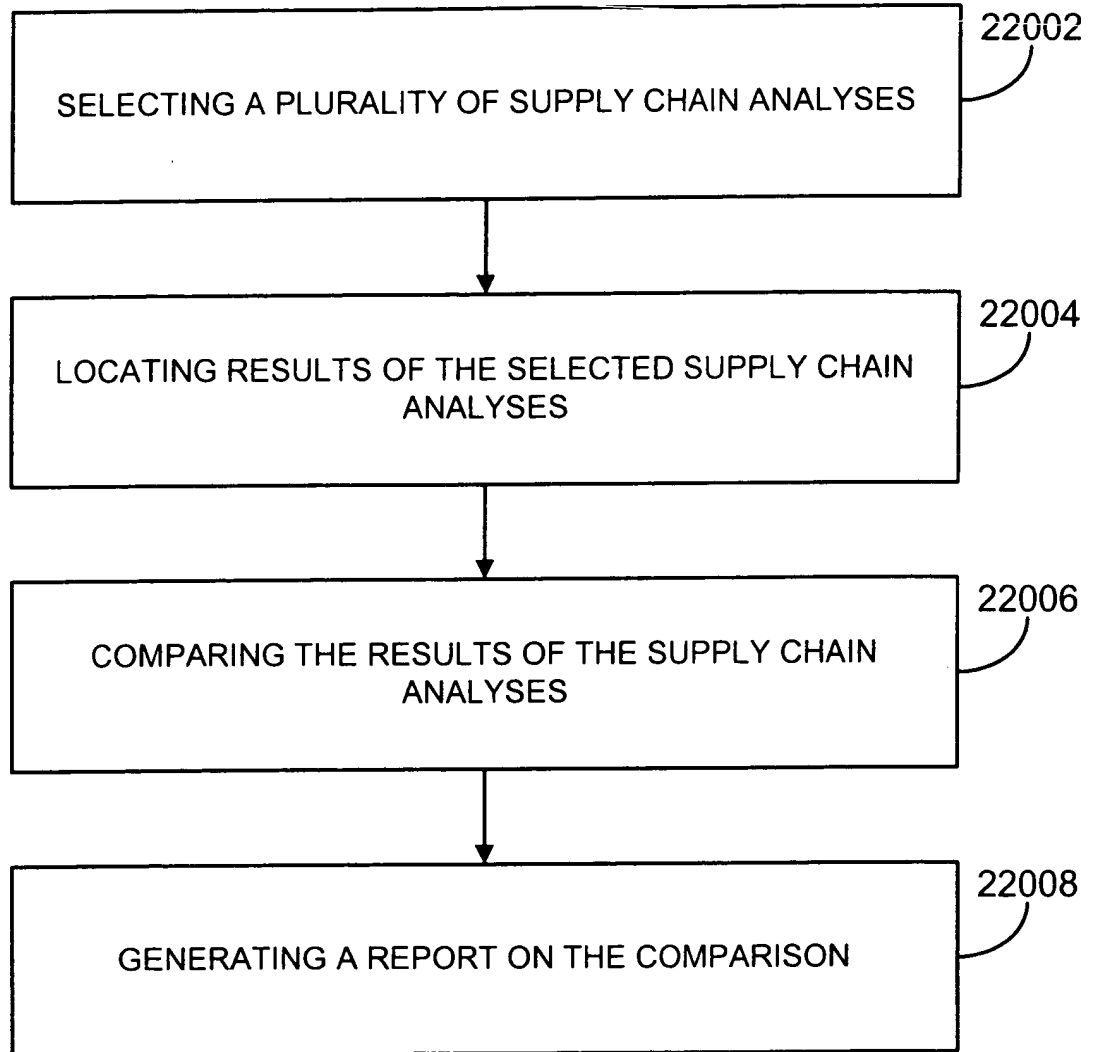 22002
SELECTING A PLURALITY OF SUPPLY CHAIN ANALYSES
22004
LOCATING RESULTS OF THE SELECTED SUPPLY CHAIN
ANALYSES
22006
COMPARING THE RESULTS OF THE SUPPLY CHAIN
ANALYSES
22008
GENERATING A REPORT ON THE COMPARISON